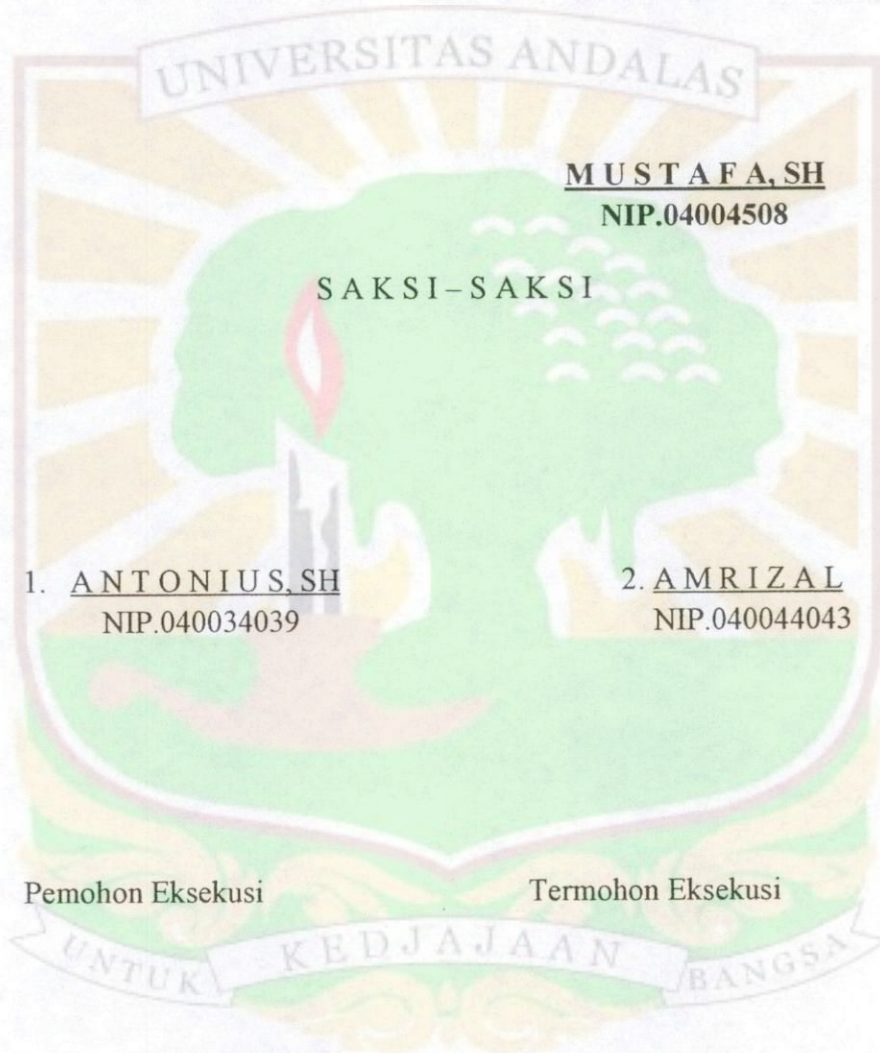 UNIVERSITAS ANDALAS
M U S T A F A, SH
NIP.04004508
S A K S I – S A K S I
1. A N T O N I U S, SH
NIP.040034039
2. A M R I Z A L
NIP.040044043
Pemohon Eksekusi
Termohon Eksekusi
UNTUK KEDJAJAAN BANGSA